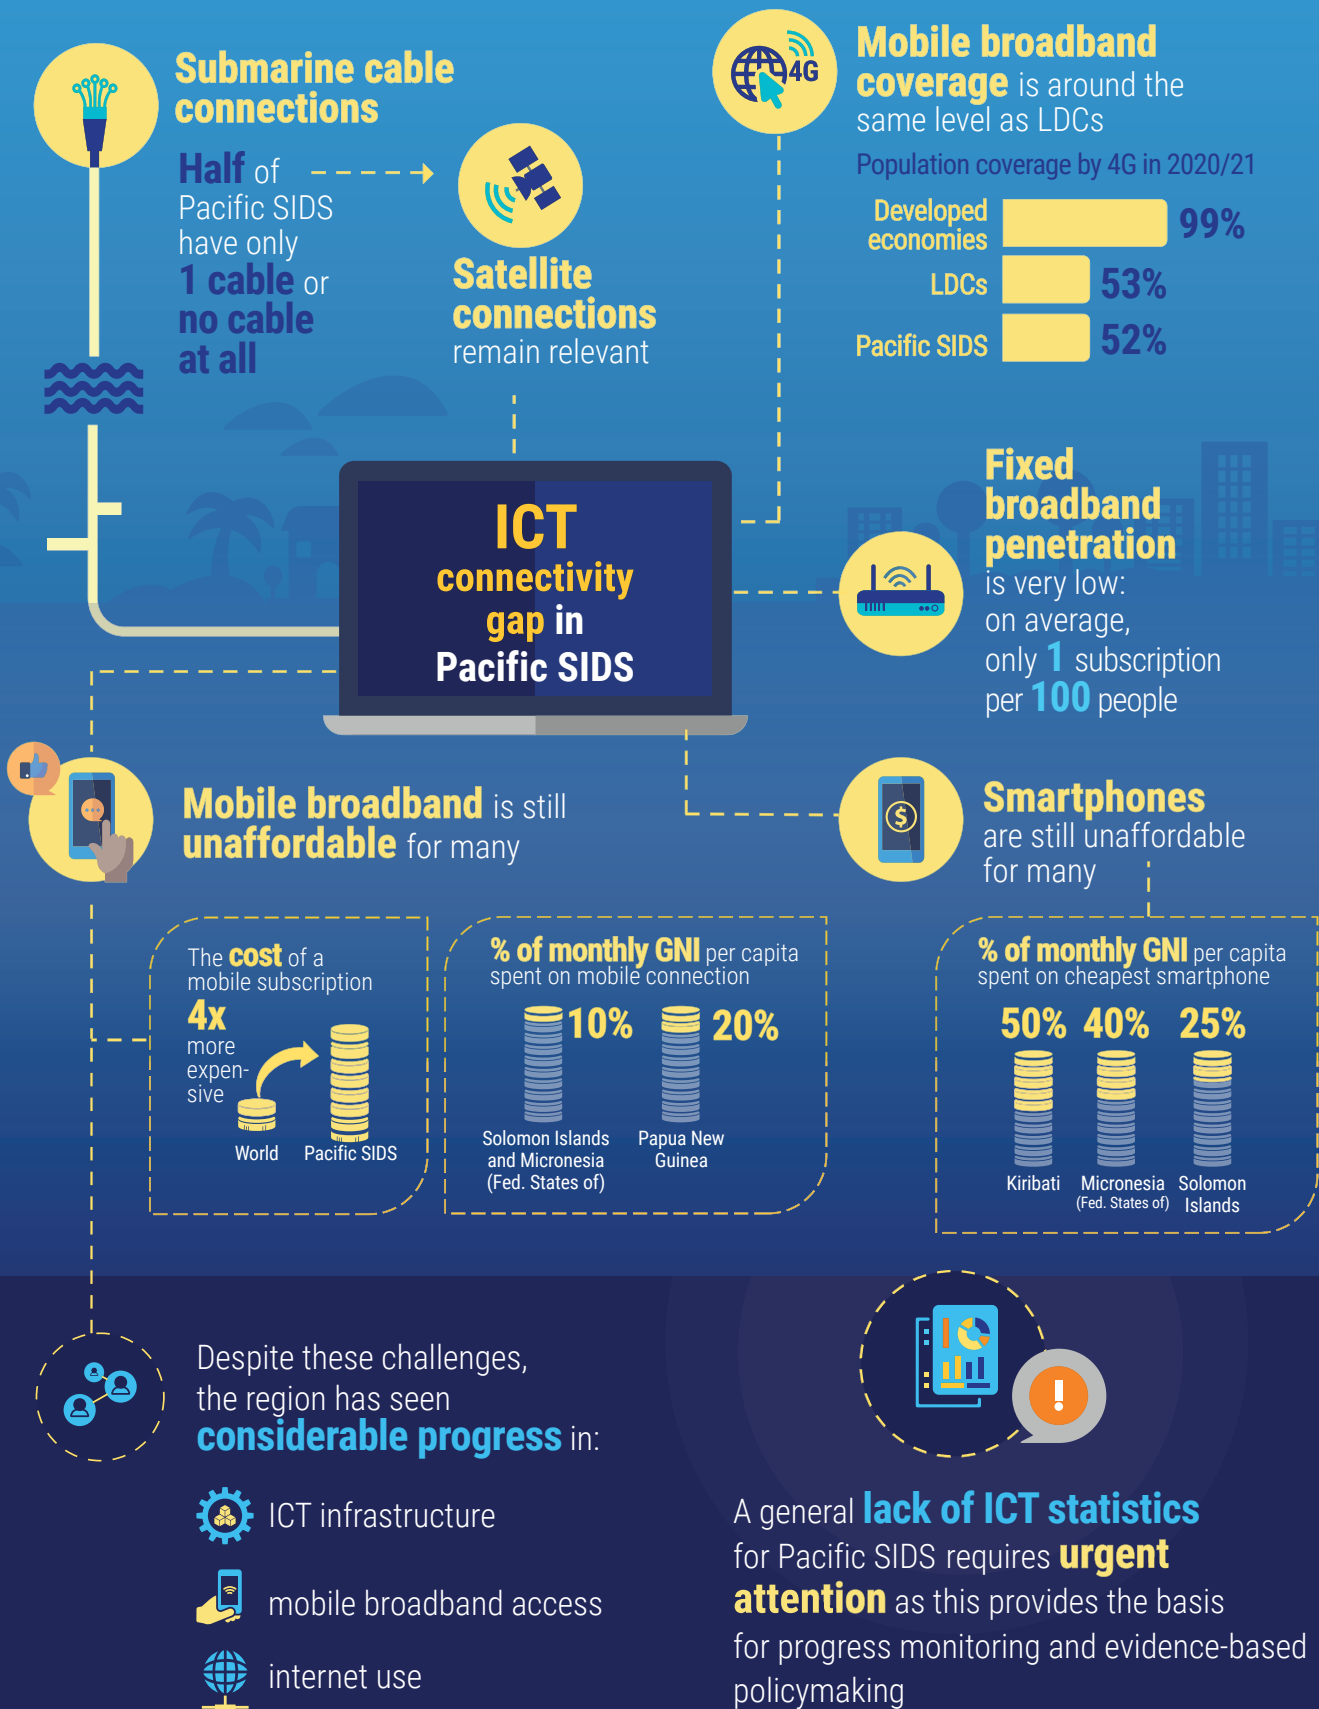 Submarine cable
connections
Half of
Pacific SIDS
have only
1 cable or
no cable
at all
Satellite
connections
remain relevant
4G
Mobile broadband
coverage is around the
same level as LDCs
Population coverage by 4G in 2020/21
Developed
economies
99%
LDCs
53%
Pacific SIDS
52%
ICT
connectivity
gap in
Pacific SIDS
Fixed
broadband
penetration
is very low:
on average,
only 1 subscription
per 100 people
Mobile broadband is still
unaffordable for many
$
Smartphones
are still unaffordable
for many
The cost of a
mobile subscription
4x
more
expen-
sive
World
Pacific SIDS
% of monthly GNI per capita
spent on mobile connection
10%
20%
Solomon Islands
and Micronesia
(Fed. States of)
Papua New
Guinea
% of monthly GNI per capita
spent on cheapest smartphone
50% 40% 25%
Kiribati
Micronesia
(Fed. States of)
Solomon
Islands
Despite these challenges,
the region has seen
considerable progress in:
ICT infrastructure
mobile broadband access
internet use
!
A general lack of ICT statistics
for Pacific SIDS requires urgent
attention as this provides the basis
for progress monitoring and evidence-based
policymaking